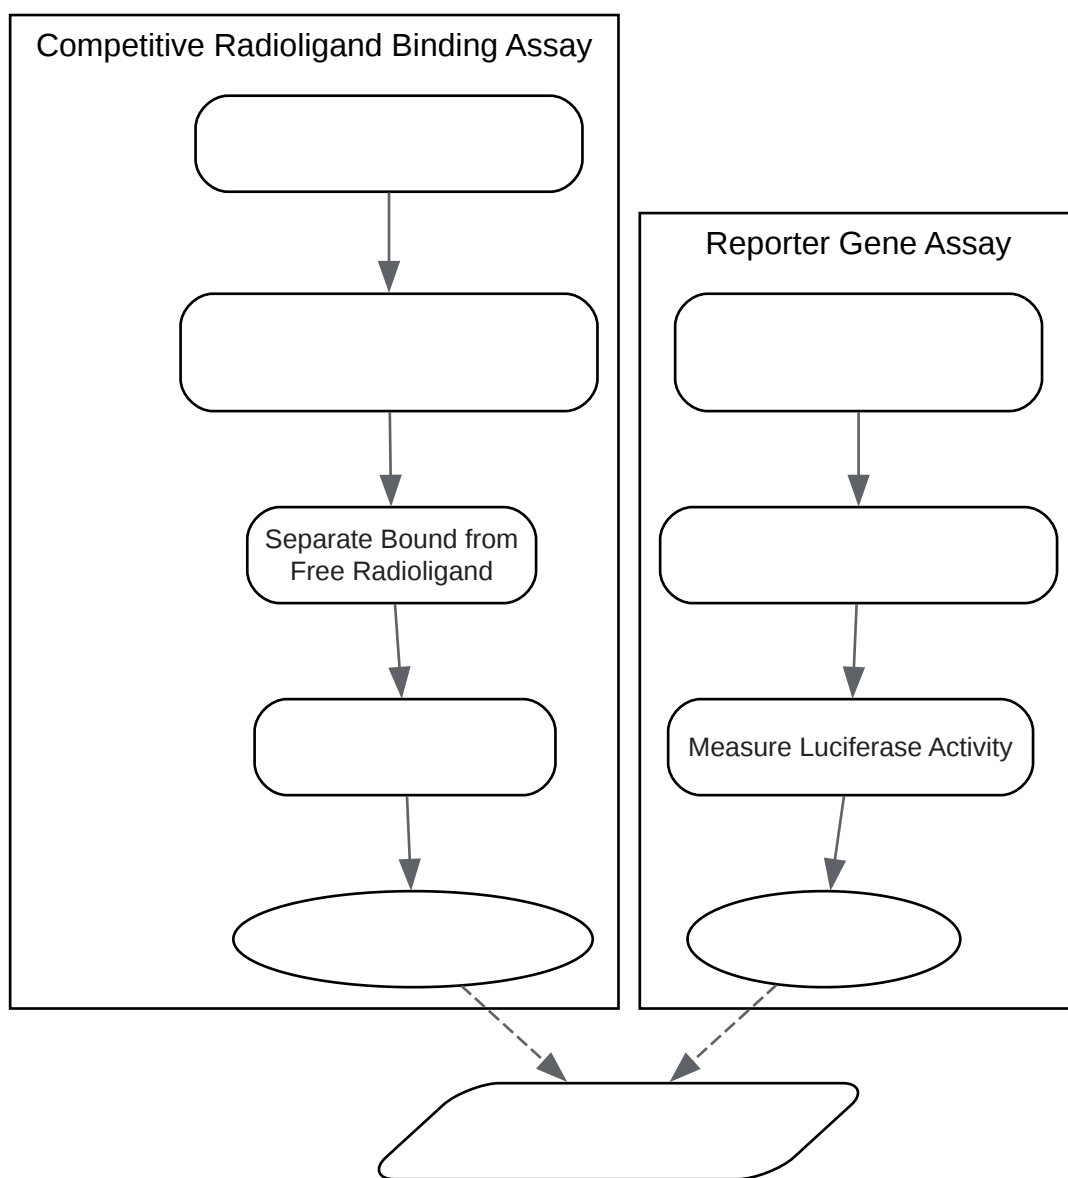 Competitive Radioligand Binding Assay
Reporter Gene Assay
Separate Bound from
Free Radioligand
Measure Luciferase Activity